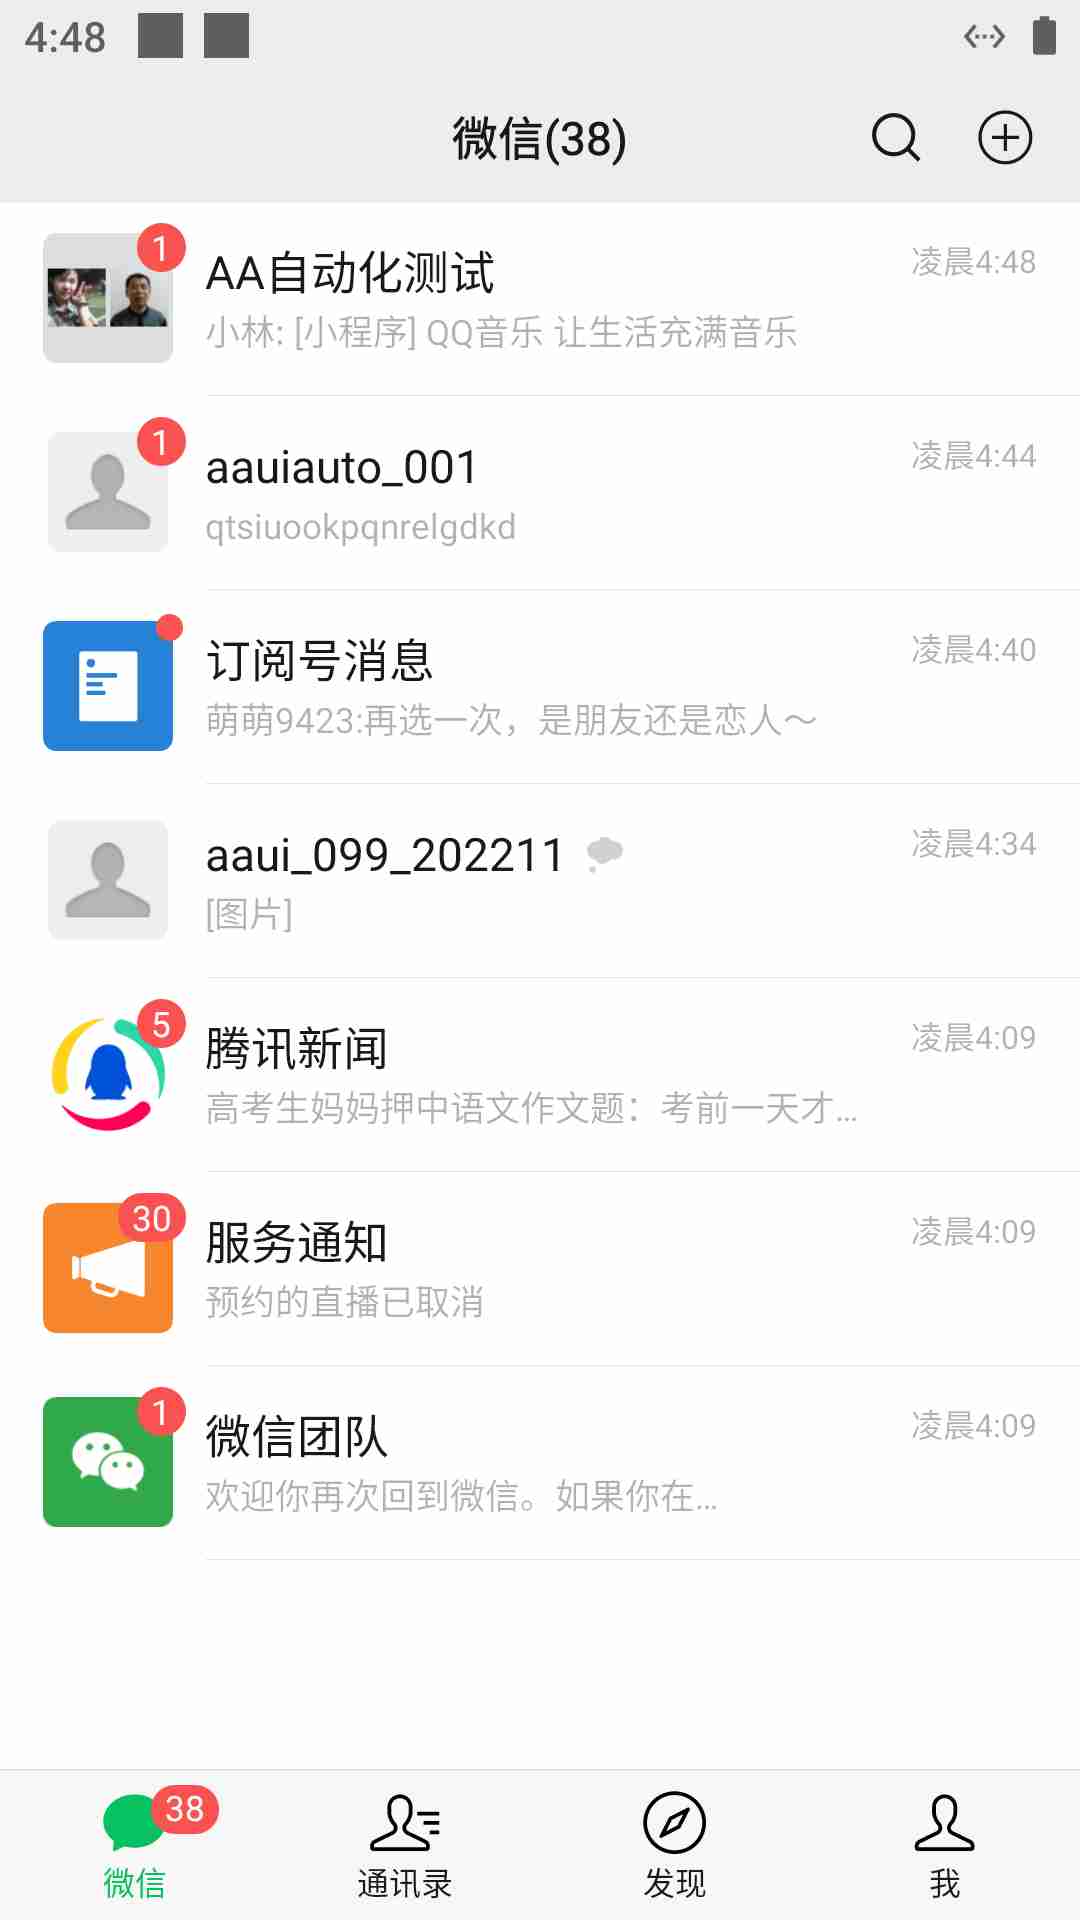 4:48
微信(38)
1
AA自动化测试
凌晨4:48
小林: [小程序] QQ音乐 让生活充满音乐
1
aauiauto_001
凌晨4:44
qtsiuookpqnrelgdkd
订阅号消息
凌晨4:40
萌萌9423:再选一次，是朋友还是恋人～
aaui_099_202211
凌晨4:34
[图片]
5
腾讯新闻
凌晨4:09
高考生妈妈押中语文作文题：考前一天才...
30
服务通知
凌晨4:09
预约的直播已取消
1
微信团队
凌晨4:09
欢迎你再次回到微信。如果你在...
38
微信
通讯录
发现
我